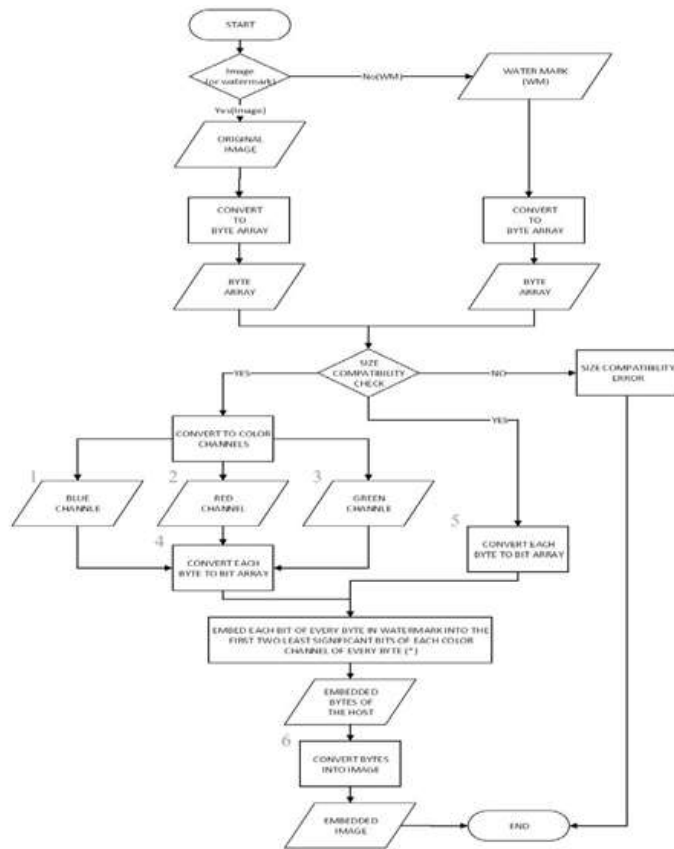 START
Image
(or watermark)
No(WM)
WATER MARK
(WM)
Yes(Image)
ORIGINAL
IMAGE
CONVERT
TO
BYTE ARRAY
CONVERT
TO
BYTE ARRAY
BYTE
ARRAY
BYTE
ARRAY
SIZE
COMPATIBILITY
CHECK
YES
NO
SIZE COMPATIBILITY
ERROR
YES
CONVERT TO COLOR
CHANNELS
1
2
3
BLUE
CHANNLE
RED
CHANNEL
GREEN
CHANNLE
4
5
CONVERT EACH
BYTE TO BIT ARRAY
CONVERT EACH
BYTE TO BIT ARRAY
EMBED EACH BIT OF EVERY BYTE IN WATERMARK INTO THE
FIRST TWO LEAST SIGNIFICANT BITS OF EACH COLOR
CHANNEL OF EVERY BYTE (*)
EMBEDDED
BYTES OF
THE HOST
6
CONVERT BYTES
INTO IMAGE
EMBEDDED
IMAGE
END